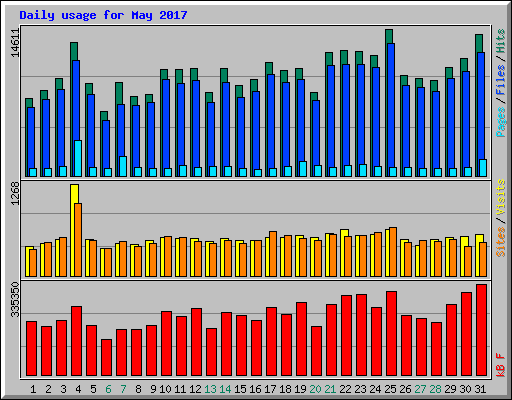 Daily usage for May 2017
14611
Pages / Files / Hits
1268
Sites / Visits
335350
kB F
1 2 3 4 5 6 7 8 9 10 11 12 13 14 15 16 17 18 19 20 21 22 23 24 25 26 27 28 29 30 31